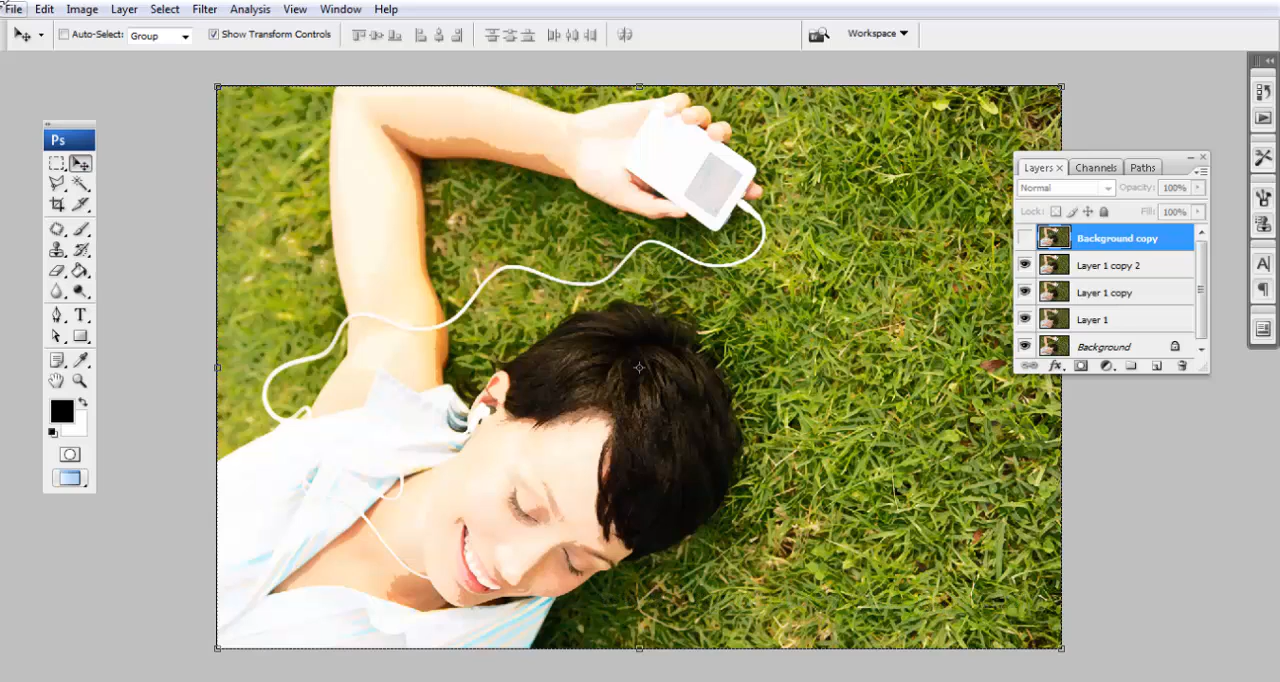 File Edit Image Layer Select Filter Analysis View Window Help
Auto-Select: Group Show Transform Controls Workspace
Ps
Layers Channels Paths
Normal Opacity: 100%
Lock: Fill: 100%
Background copy
Layer 1 copy 2
Layer 1 copy
Layer 1
Background
fx